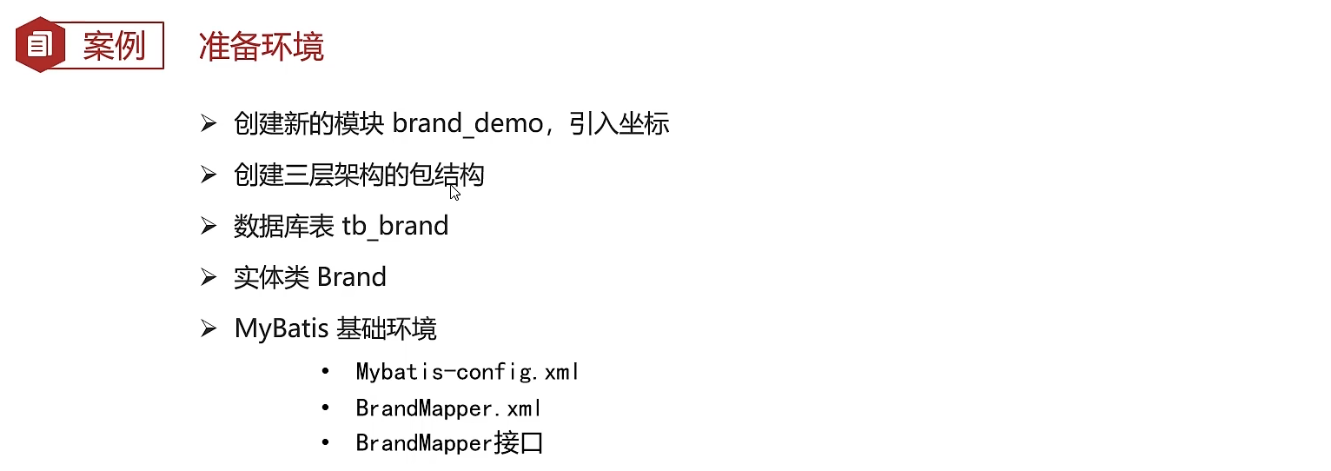 案例 准备环境
创建新的模块 brand_demo，引入坐标
创建三层架构的包结构
数据库表 tb_brand
实体类 Brand
MyBatis 基础环境
Mybatis-config.xml
BrandMapper.xml
BrandMapper接口